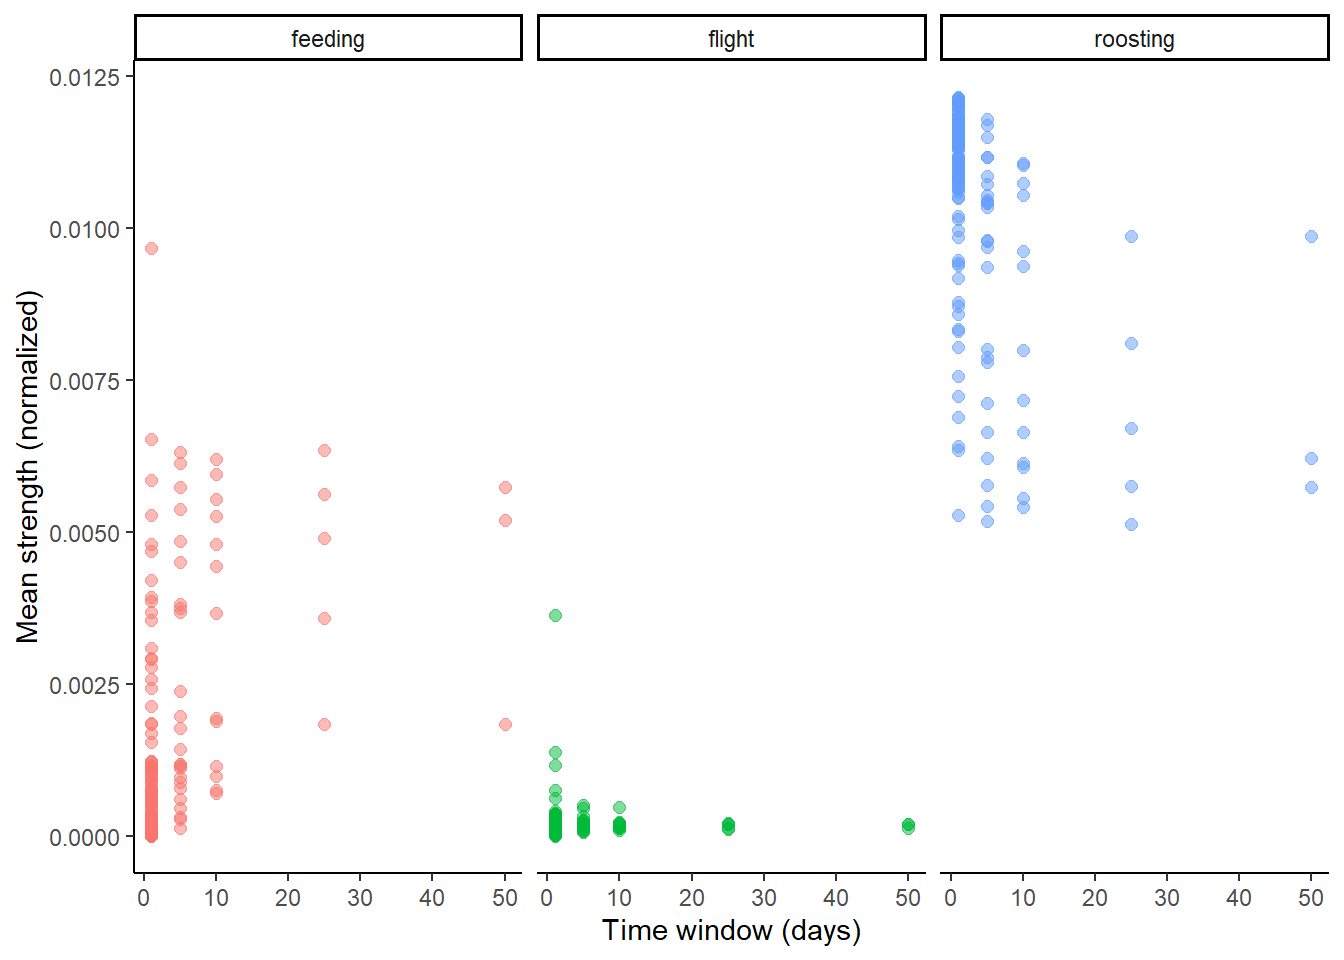 feeding flight roosting
0.0125
0.0100
0.0075
0.0050
0.0025
0.0000
Mean strength (normalized)
0 10 20 30 40 50 0 10 20 30 40 50 0 10 20 30 40 50
Time window (days)